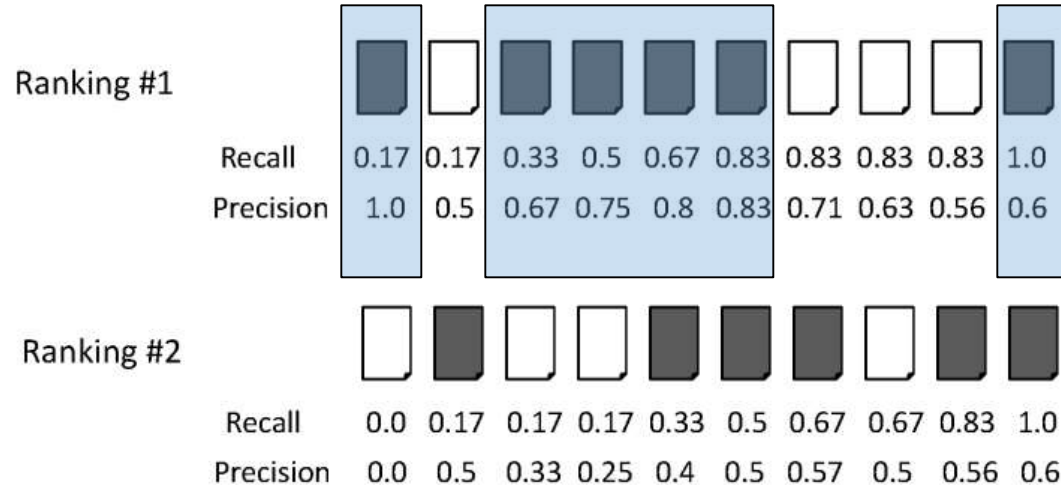 Ranking #1
Recall 0.17 0.17 0.33 0.5 0.67 0.83 0.83 0.83 0.83 1.0
Precision 1.0 0.5 0.67 0.75 0.8 0.83 0.71 0.63 0.56 0.6
Ranking #2
Recall 0.0 0.17 0.17 0.17 0.33 0.5 0.67 0.67 0.83 1.0
Precision 0.0 0.5 0.33 0.25 0.4 0.5 0.57 0.5 0.56 0.6